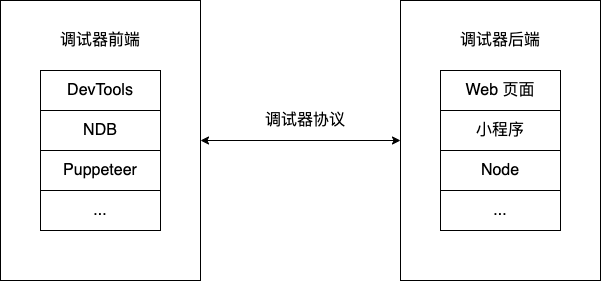 调试器前端
DevTools
NDB
Puppeteer
...
调试器协议
调试器后端
Web 页面
小程序
Node
...